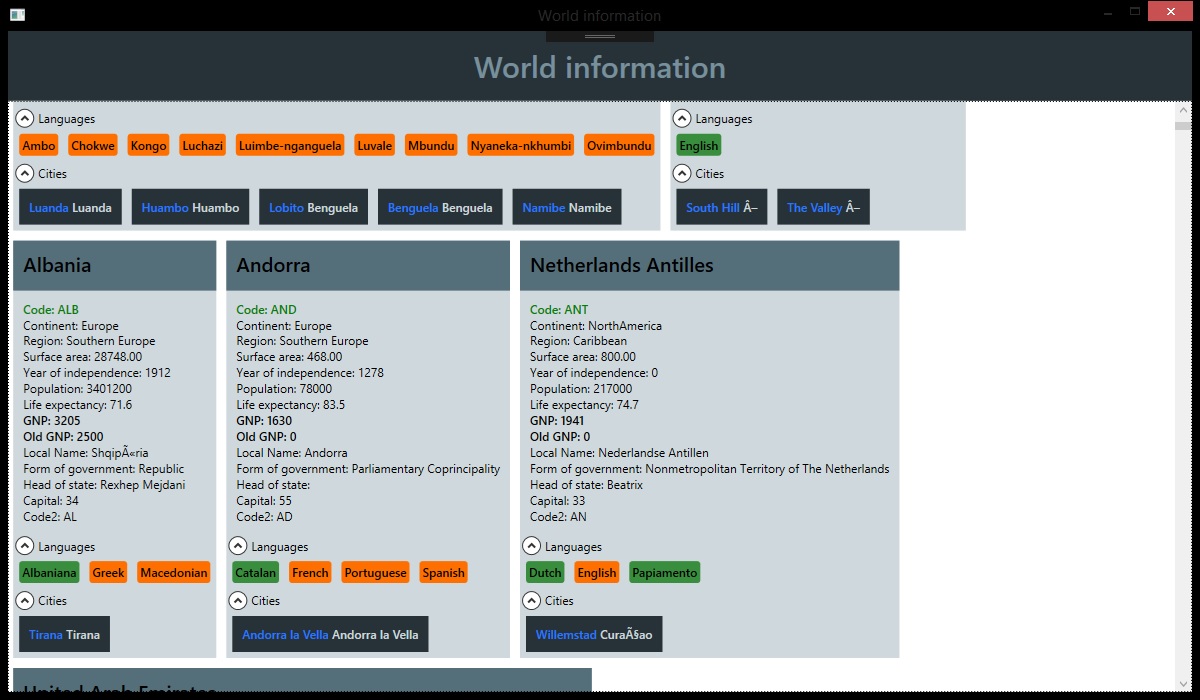 World information
World information
Languages
Ambo Chokwe Kongo Luchazi Luimbe-nganguela Luvale Mbundu Nyaneka-nkhumbi Ovimbundu
Cities
Luanda Luanda Huambo Huambo Lobito Benguela Benguela Benguela Namibe Namibe
Languages
English
Cities
South Hill Â– The Valley Â–
Albania
Code: ALB
Continent: Europe
Region: Southern Europe
Surface area: 28748.00
Year of independence: 1912
Population: 3401200
Life expectancy: 71.6
GNP: 3205
Old GNP: 2500
Local Name: ShqipÃ«ria
Form of government: Republic
Head of state: Rexhep Mejdani
Capital: 34
Code2: AL
Languages
Albaniana Greek Macedonian
Cities
Tirana Tirana
Andorra
Code: AND
Continent: Europe
Region: Southern Europe
Surface area: 468.00
Year of independence: 1278
Population: 78000
Life expectancy: 83.5
GNP: 1630
Old GNP: 0
Local Name: Andorra
Form of government: Parliamentary Coprincipality
Head of state:
Capital: 55
Code2: AD
Languages
Catalan French Portuguese Spanish
Cities
Andorra la Vella Andorra la Vella
Netherlands Antilles
Code: ANT
Continent: NorthAmerica
Region: Caribbean
Surface area: 800.00
Year of independence: 0
Population: 217000
Life expectancy: 74.7
GNP: 1941
Old GNP: 0
Local Name: Nederlandse Antillen
Form of government: Nonmetropolitan Territory of The Netherlands
Head of state: Beatrix
Capital: 33
Code2: AN
Languages
Dutch English Papiamento
Cities
Willemstad CuraÃ§ao
United Arab Emirates